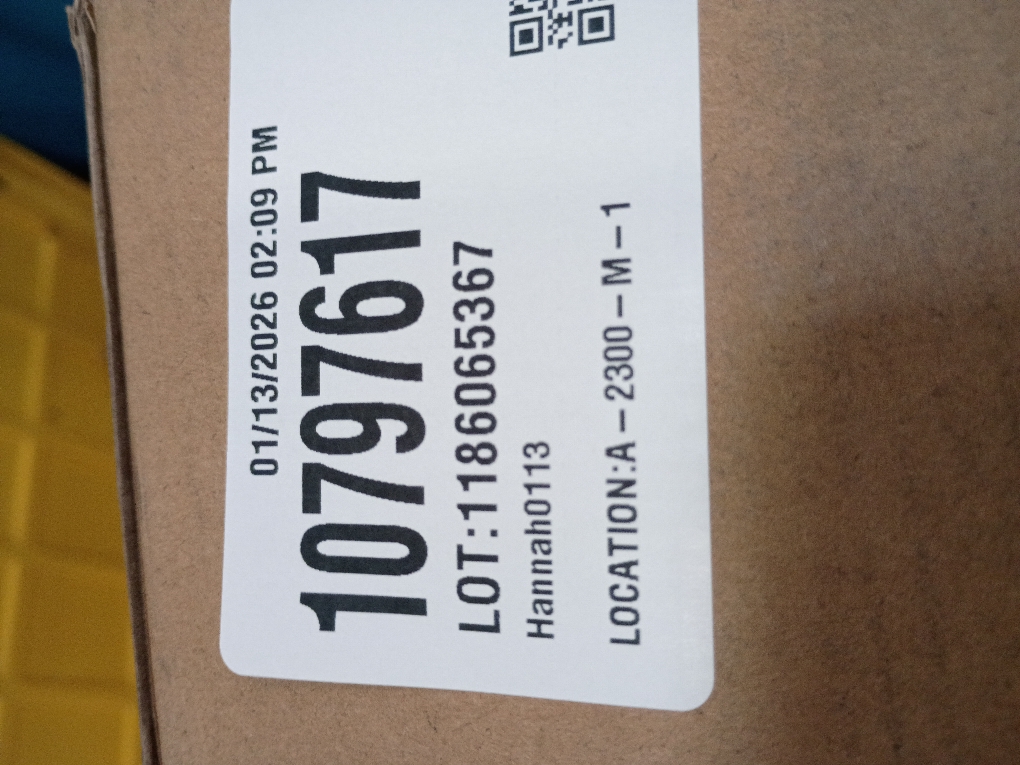 01/13/2026 02:09 PM
10797617
LOT:1186065367
Hannah0113
LOCATION:A-2300-M-1